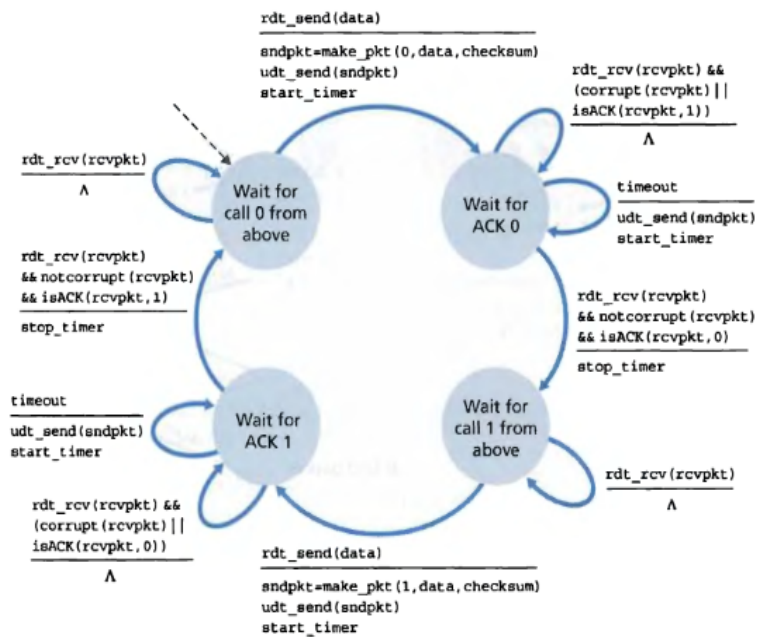 rdt_send(data)
sndpkt=make_pkt(0,data,checksum)
udt_send(sndpkt)
start_timer
rdt_rcv(rcvpkt) &&
(corrupt(rcvpkt)||
isACK(rcvpkt,1))
Λ
rdt_rcv(rcvpkt)
Λ
Wait for
call 0 from
above
Wait for
ACK 0
timeout
udt_send(sndpkt)
start_timer
rdt_rcv(rcvpkt)
&& notcorrupt(rcvpkt)
&& isACK(rcvpkt,1)
stop_timer
rdt_rcv(rcvpkt)
&& notcorrupt(rcvpkt)
&& isACK(rcvpkt,0)
stop_timer
timeout
udt_send(sndpkt)
start_timer
Wait for
ACK 1
Wait for
call 1 from
above
rdt_rcv(rcvpkt)
Λ
rdt_rcv(rcvpkt) &&
(corrupt(rcvpkt)||
isACK(rcvpkt,0))
Λ
rdt_send(data)
sndpkt=make_pkt(1,data,checksum)
udt_send(sndpkt)
start_timer